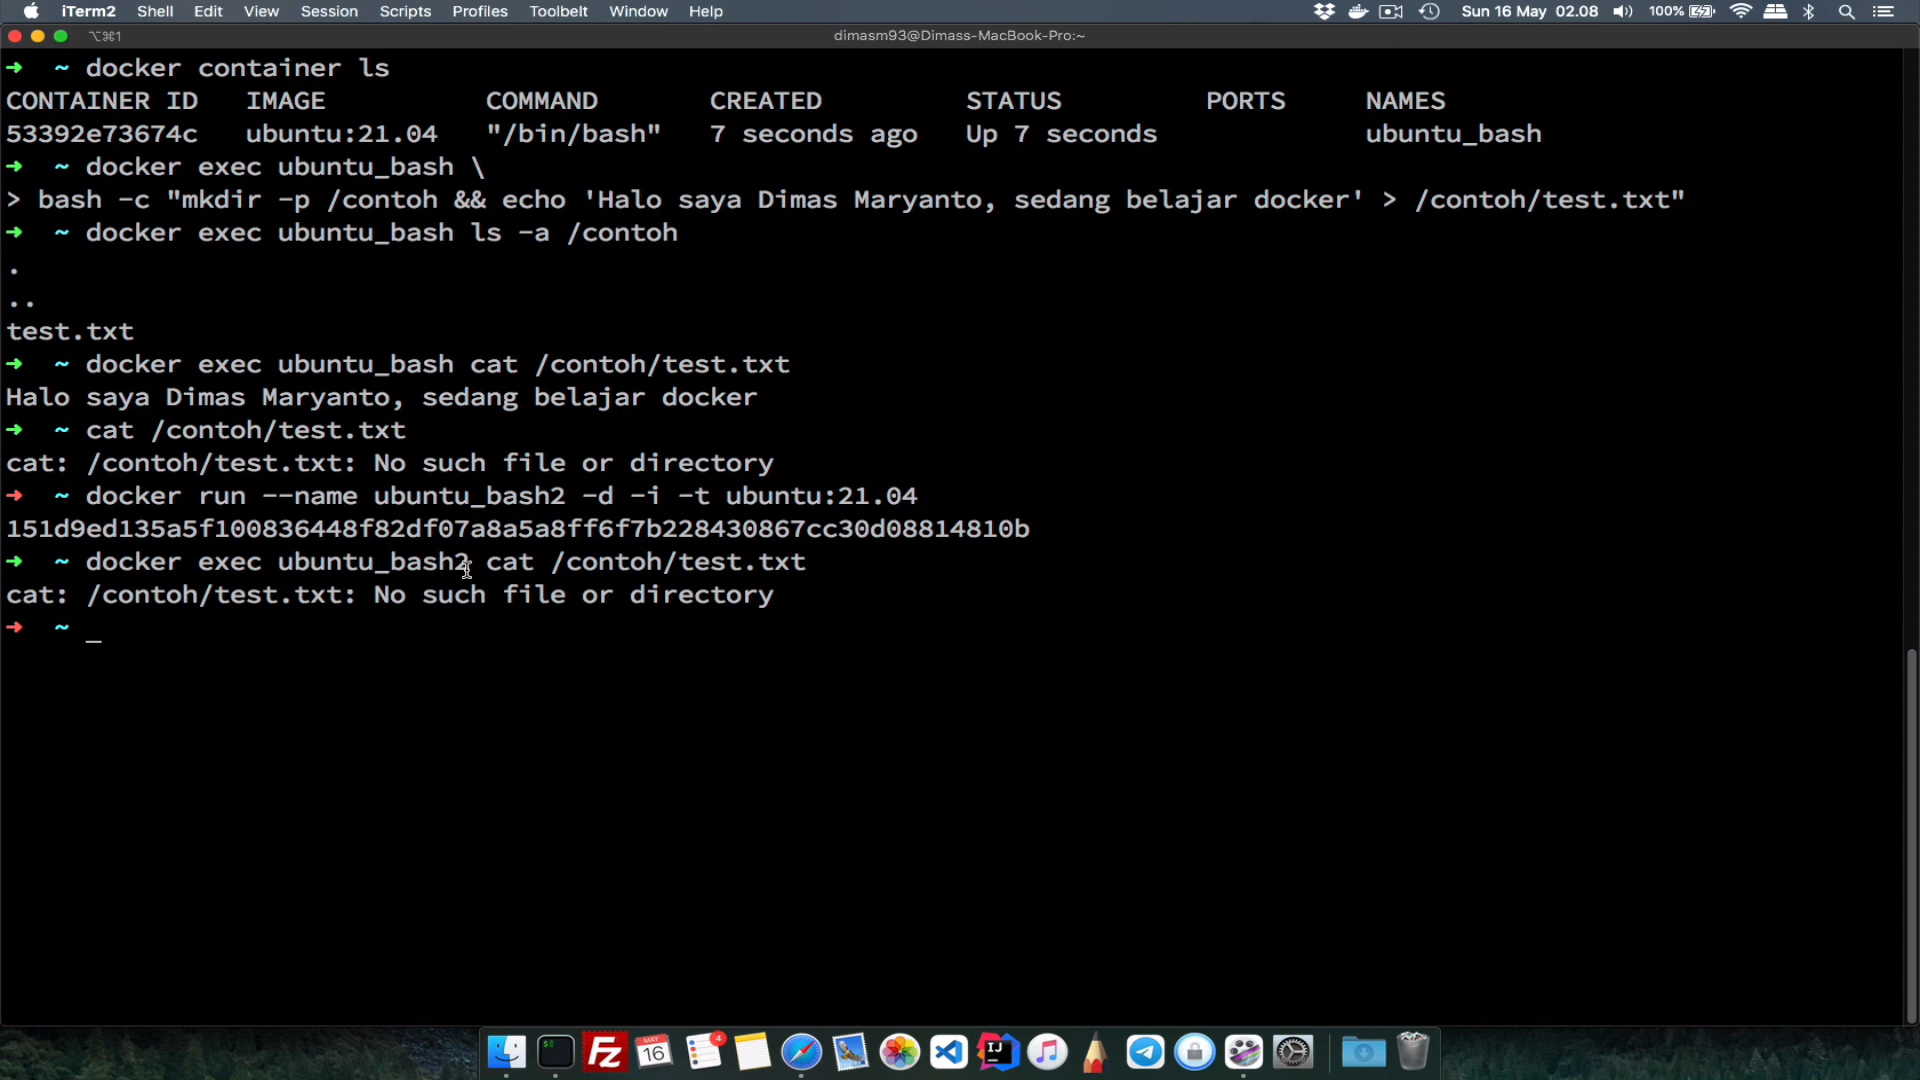 iTerm2 Shell Edit View Session Scripts Profiles Toolbelt Window Help Sun 16 May 02.08 100%
⌥⌘1 dimasm93@Dimass-MacBook-Pro:~
➜ ~ docker container ls
CONTAINER ID IMAGE COMMAND CREATED STATUS PORTS NAMES
53392e73674c ubuntu:21.04 "/bin/bash" 7 seconds ago Up 7 seconds ubuntu_bash
➜ ~ docker exec ubuntu_bash \
> bash -c "mkdir -p /contoh && echo 'Halo saya Dimas Maryanto, sedang belajar docker' > /contoh/test.txt"
➜ ~ docker exec ubuntu_bash ls -a /contoh
.
..
test.txt
➜ ~ docker exec ubuntu_bash cat /contoh/test.txt
Halo saya Dimas Maryanto, sedang belajar docker
➜ ~ cat /contoh/test.txt
cat: /contoh/test.txt: No such file or directory
➜ ~ docker run --name ubuntu_bash2 -d -i -t ubuntu:21.04
151d9ed135a5f100836448f82df07a8a5a8ff6f7b228430867cc30d08814810b
➜ ~ docker exec ubuntu_bash2 cat /contoh/test.txt
cat: /contoh/test.txt: No such file or directory
➜ ~ _
$ FZ MAY 16 4 IJ